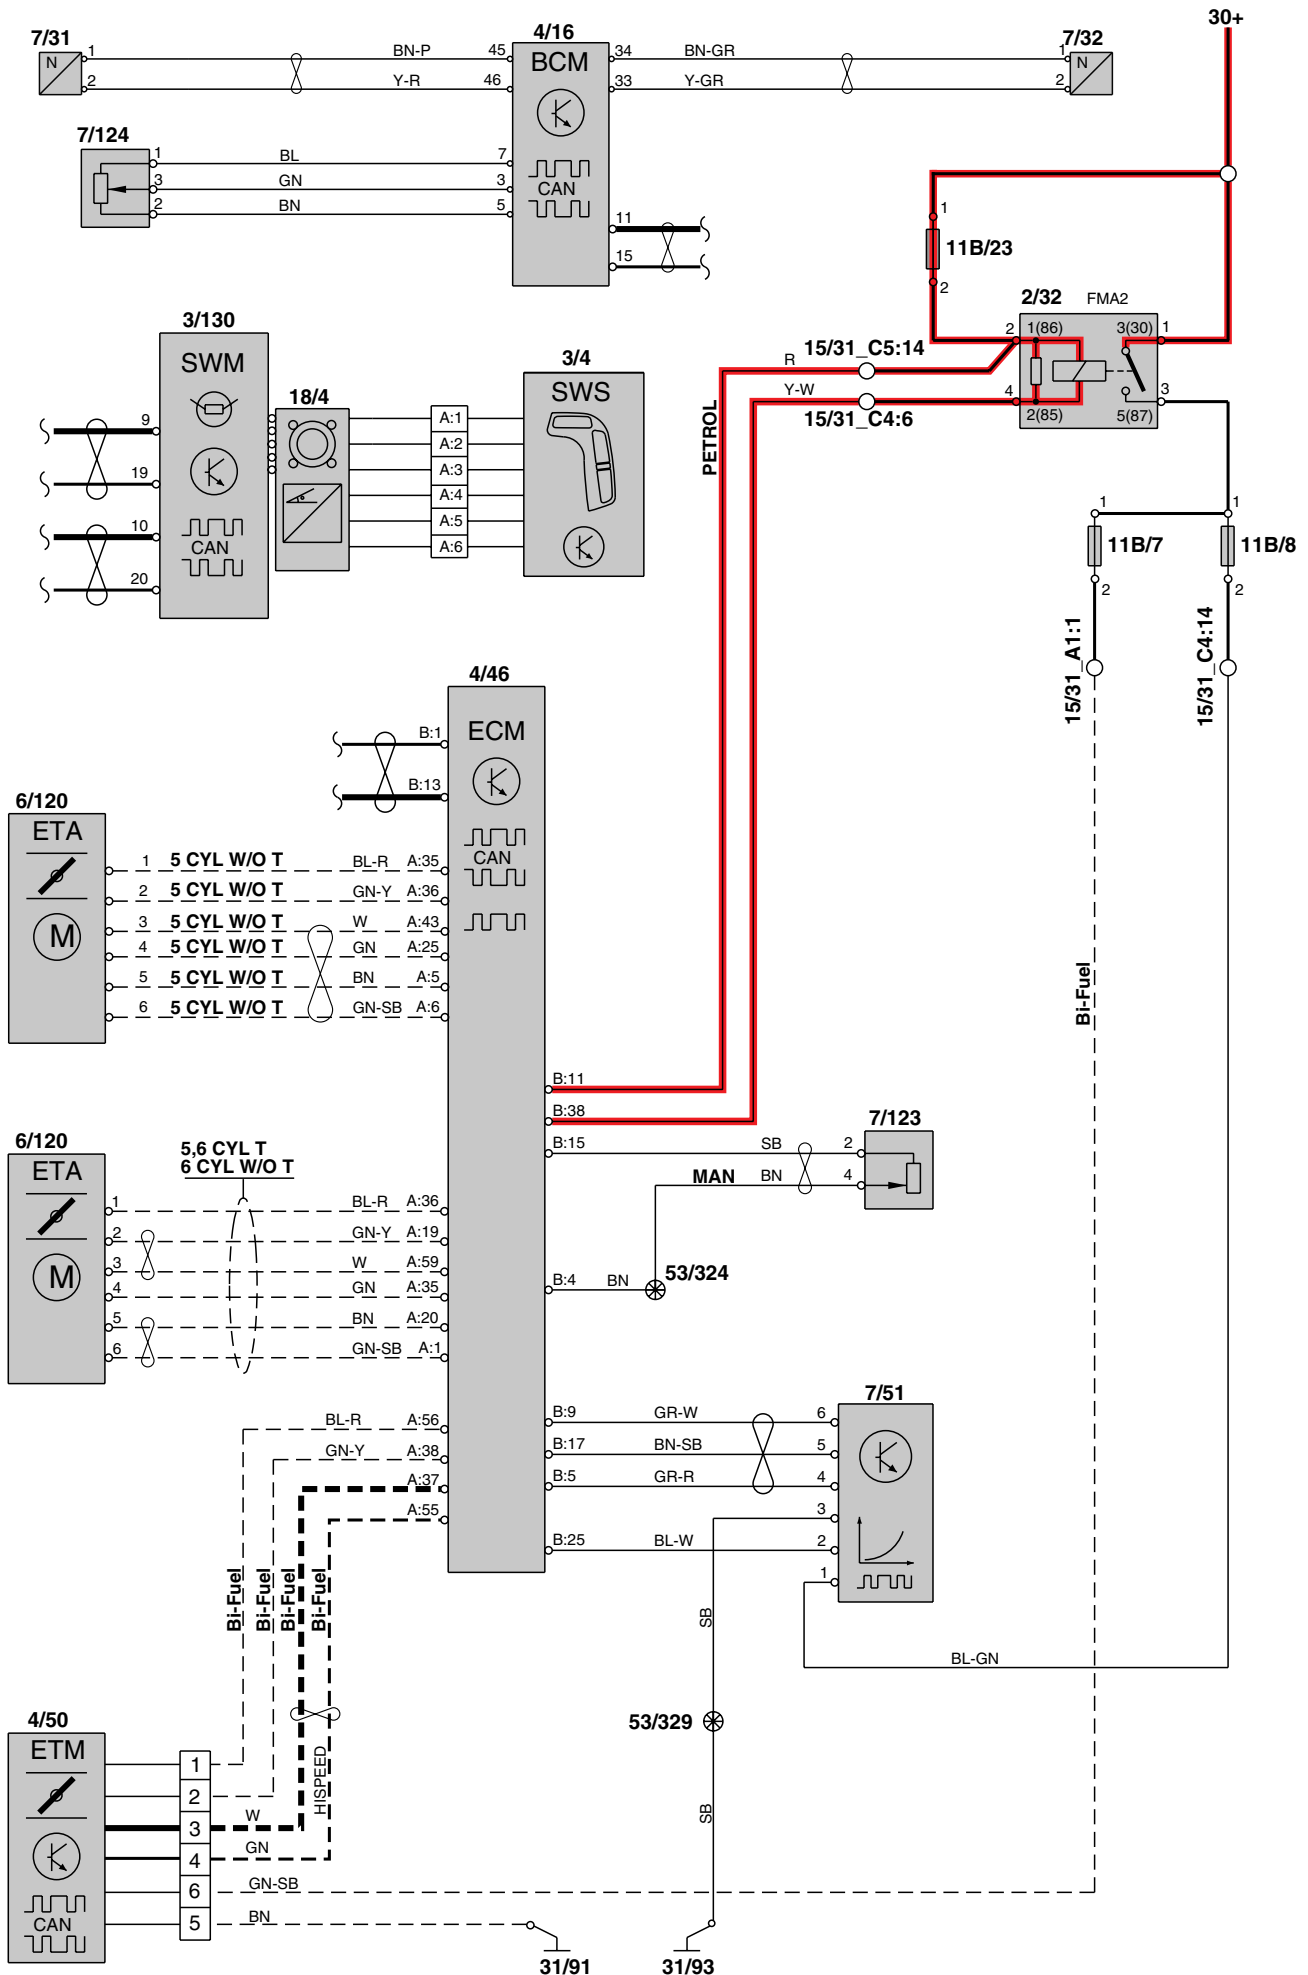 30+
7/31
N
1 BN-P 45
2 Y-R 46
4/16
BCM
CAN
34 BN-GR 1
33 Y-GR 2
7/32
N
7/124
1 BL 7
3 GN 3
2 BN 5
11
15
1
11B/23
2
2/32 FMA2
2 1(86) 3(30) 1
4 2(85) 5(87) 3
R 15/31_C5:14
Y-W 15/31_C4:6
PETROL
3/130
SWM
CAN
9
19
10
20
18/4
A:1
A:2
A:3
A:4
A:5
A:6
3/4
SWS
1 1
11B/7 11B/8
2 2
15/31_A1:1
15/31_C4:14
4/46
ECM
CAN
B:1
B:13
6/120
ETA
M
1 5 CYL W/O T BL-R A:35
2 5 CYL W/O T GN-Y A:36
3 5 CYL W/O T W A:43
4 5 CYL W/O T GN A:25
5 5 CYL W/O T BN A:5
6 5 CYL W/O T GN-SB A:6
Bi-Fuel
B:11
B:38
B:15 SB 2
7/123
MAN BN 4
B:4 BN 53/324
6/120
ETA
M
5,6 CYL T
6 CYL W/O T
1 BL-R A:36
2 GN-Y A:19
3 W A:59
4 GN A:35
5 BN A:20
6 GN-SB A:1
BL-R A:56
GN-Y A:38
A:37
A:55
7/51
B:9 GR-W 6
B:17 BN-SB 5
B:5 GR-R 4
3
B:25 BL-W 2
1
Bi-Fuel
Bi-Fuel
Bi-Fuel
Bi-Fuel
SB
BL-GN
53/329
SB
HISPEED
4/50
ETM
CAN
1
2
3 W
4 GN
6 GN-SB
5 BN
31/91
31/93